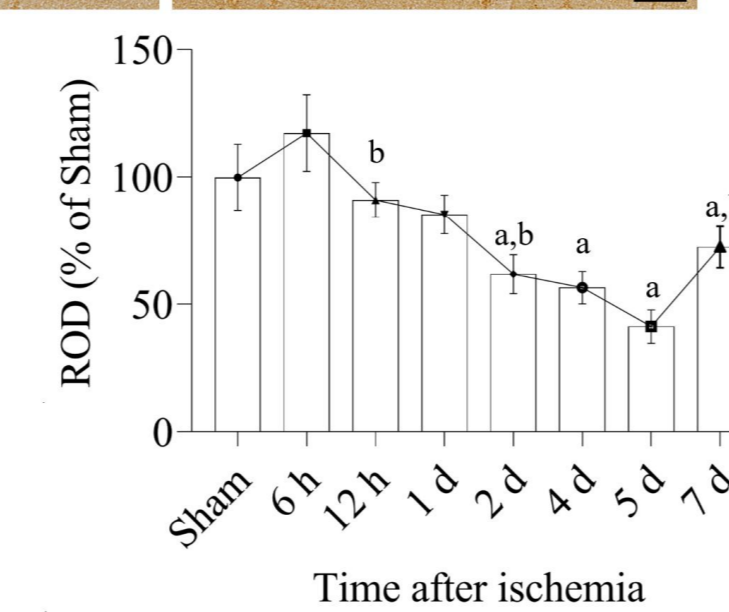 150
100
50
0
ROD (% of Sham)
b
a,b
a
a
a,
Sham
6 h
12 h
1 d
2 d
4 d
5 d
7 d
Time after ischemia